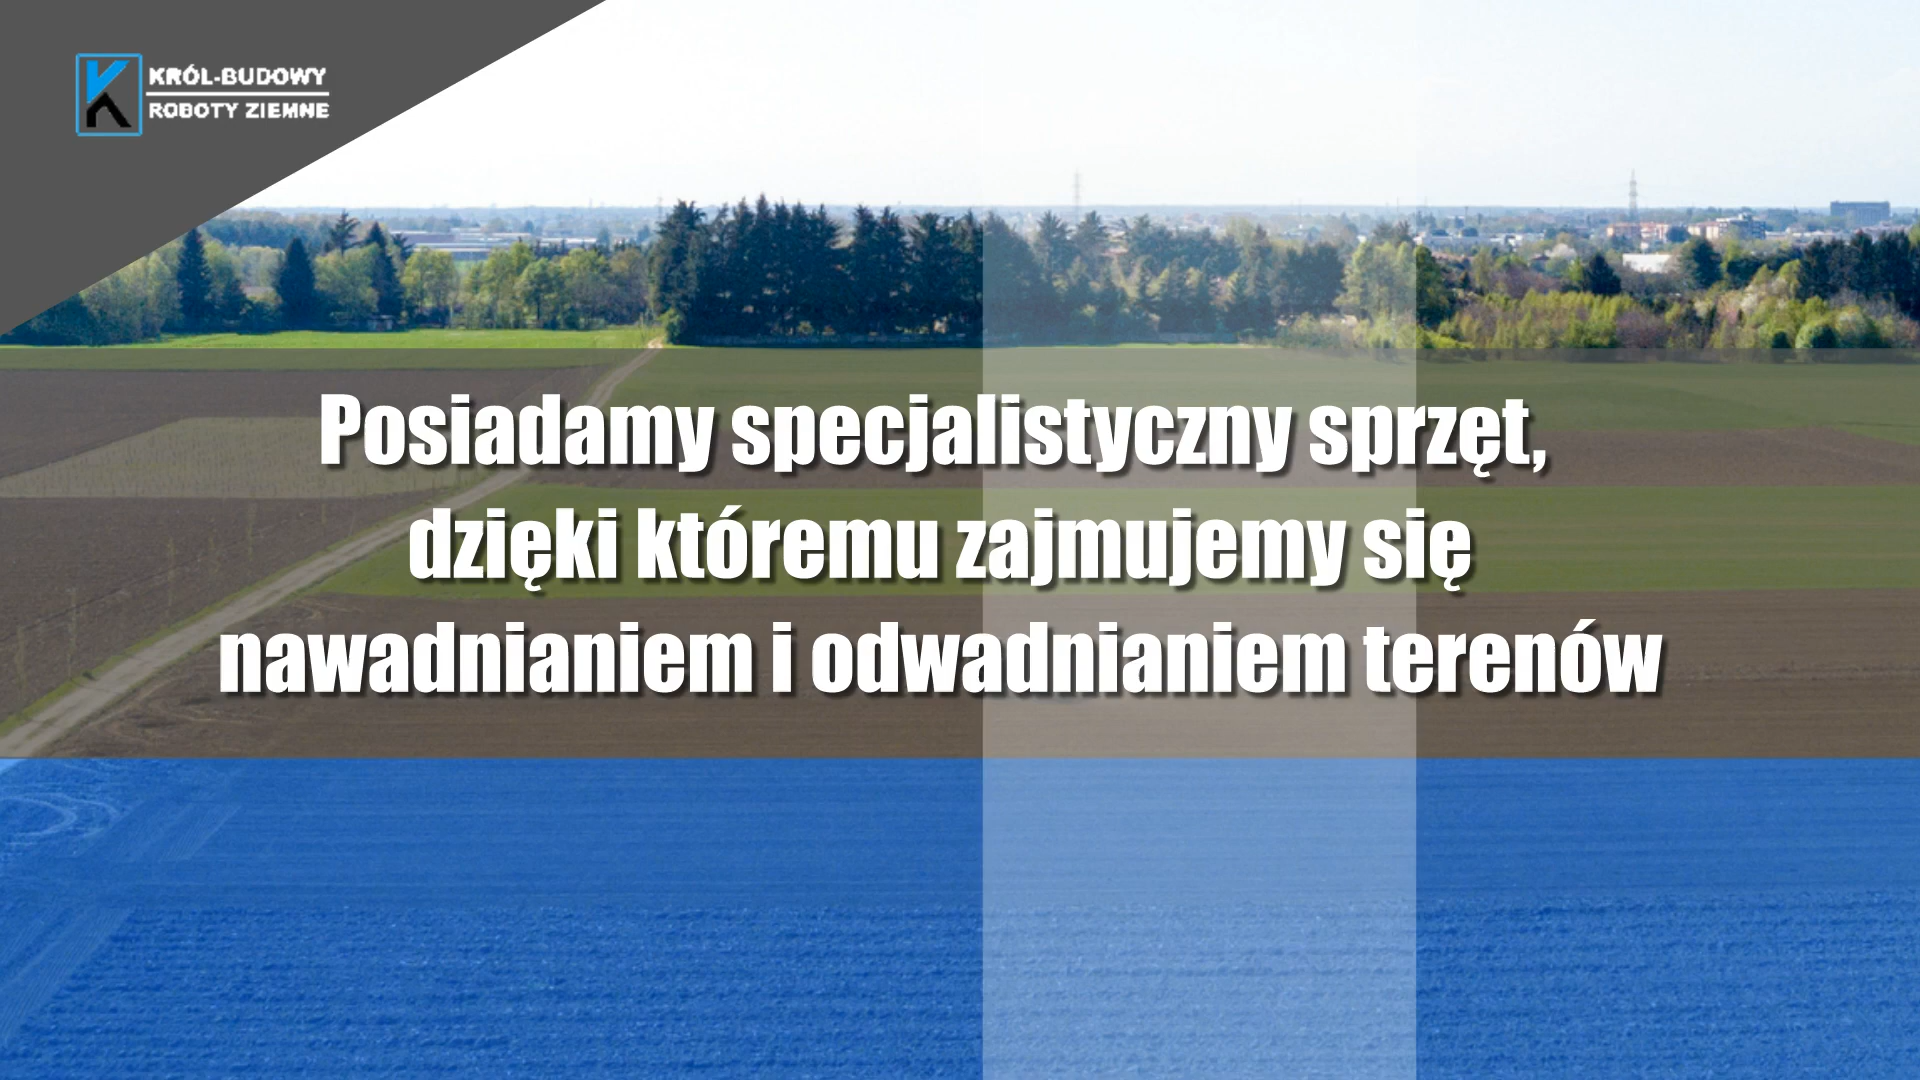 KRÓL-BUDOWY
ROBOTY ZIEMNE
Posiadamy specjalistyczny sprzęt,
dzięki któremu zajmujemy się
nawadnianiem i odwadnianiem terenów